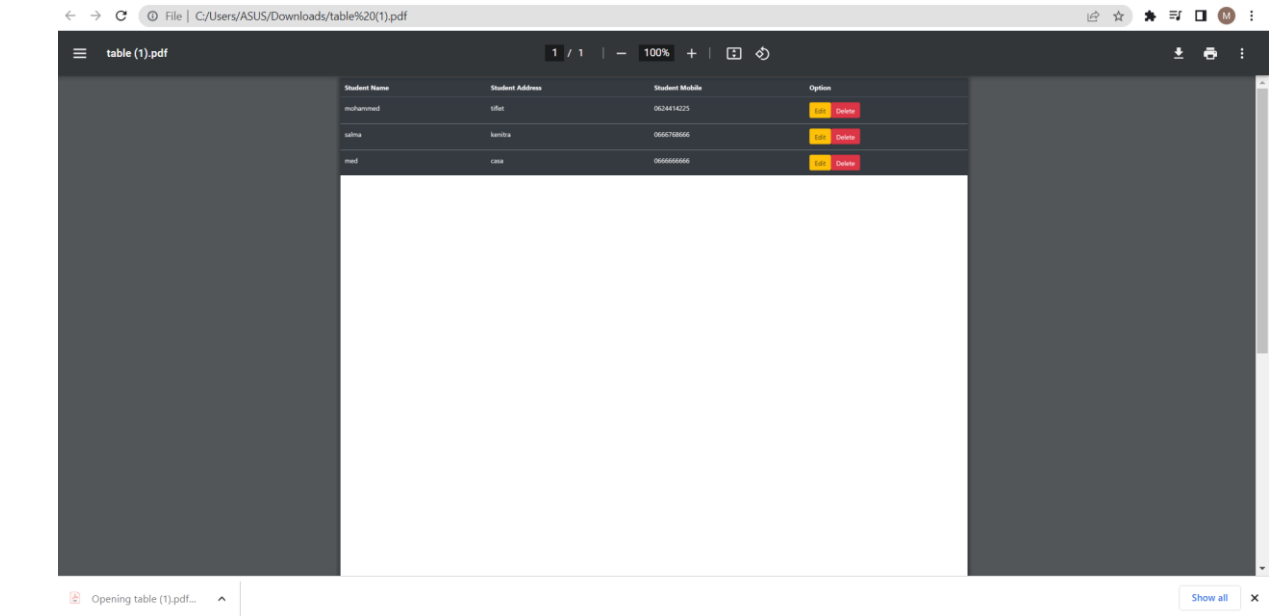 File | C:/Users/ASUS/Downloads/table%20(1).pdf
M
table (1).pdf
1 / 1 | − 100% + |
Student Name Student Address Student Mobile Option
mohammed tiflet 0624414225 Edit Delete
salma kenitra 0666768666 Edit Delete
med casa 0666666666 Edit Delete
Opening table (1).pdf...
Show all